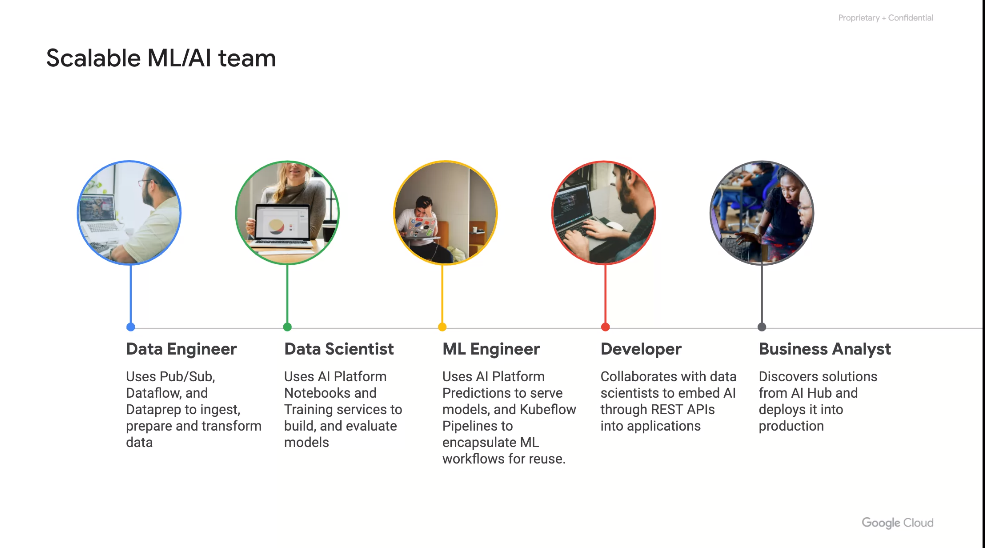 Proprietary + Confidential
Scalable ML/AI team
Data Engineer
Uses Pub/Sub,
Dataflow, and
Dataprep to ingest,
prepare and transform
data
Data Scientist
Uses AI Platform
Notebooks and
Training services to
build, and evaluate
models
ML Engineer
Uses AI Platform
Predictions to serve
models, and Kubeflow
Pipelines to
encapsulate ML
workflows for reuse.
Developer
Collaborates with data
scientists to embed AI
through REST APIs
into applications
Business Analyst
Discovers solutions
from AI Hub and
deploys it into
production
Google Cloud